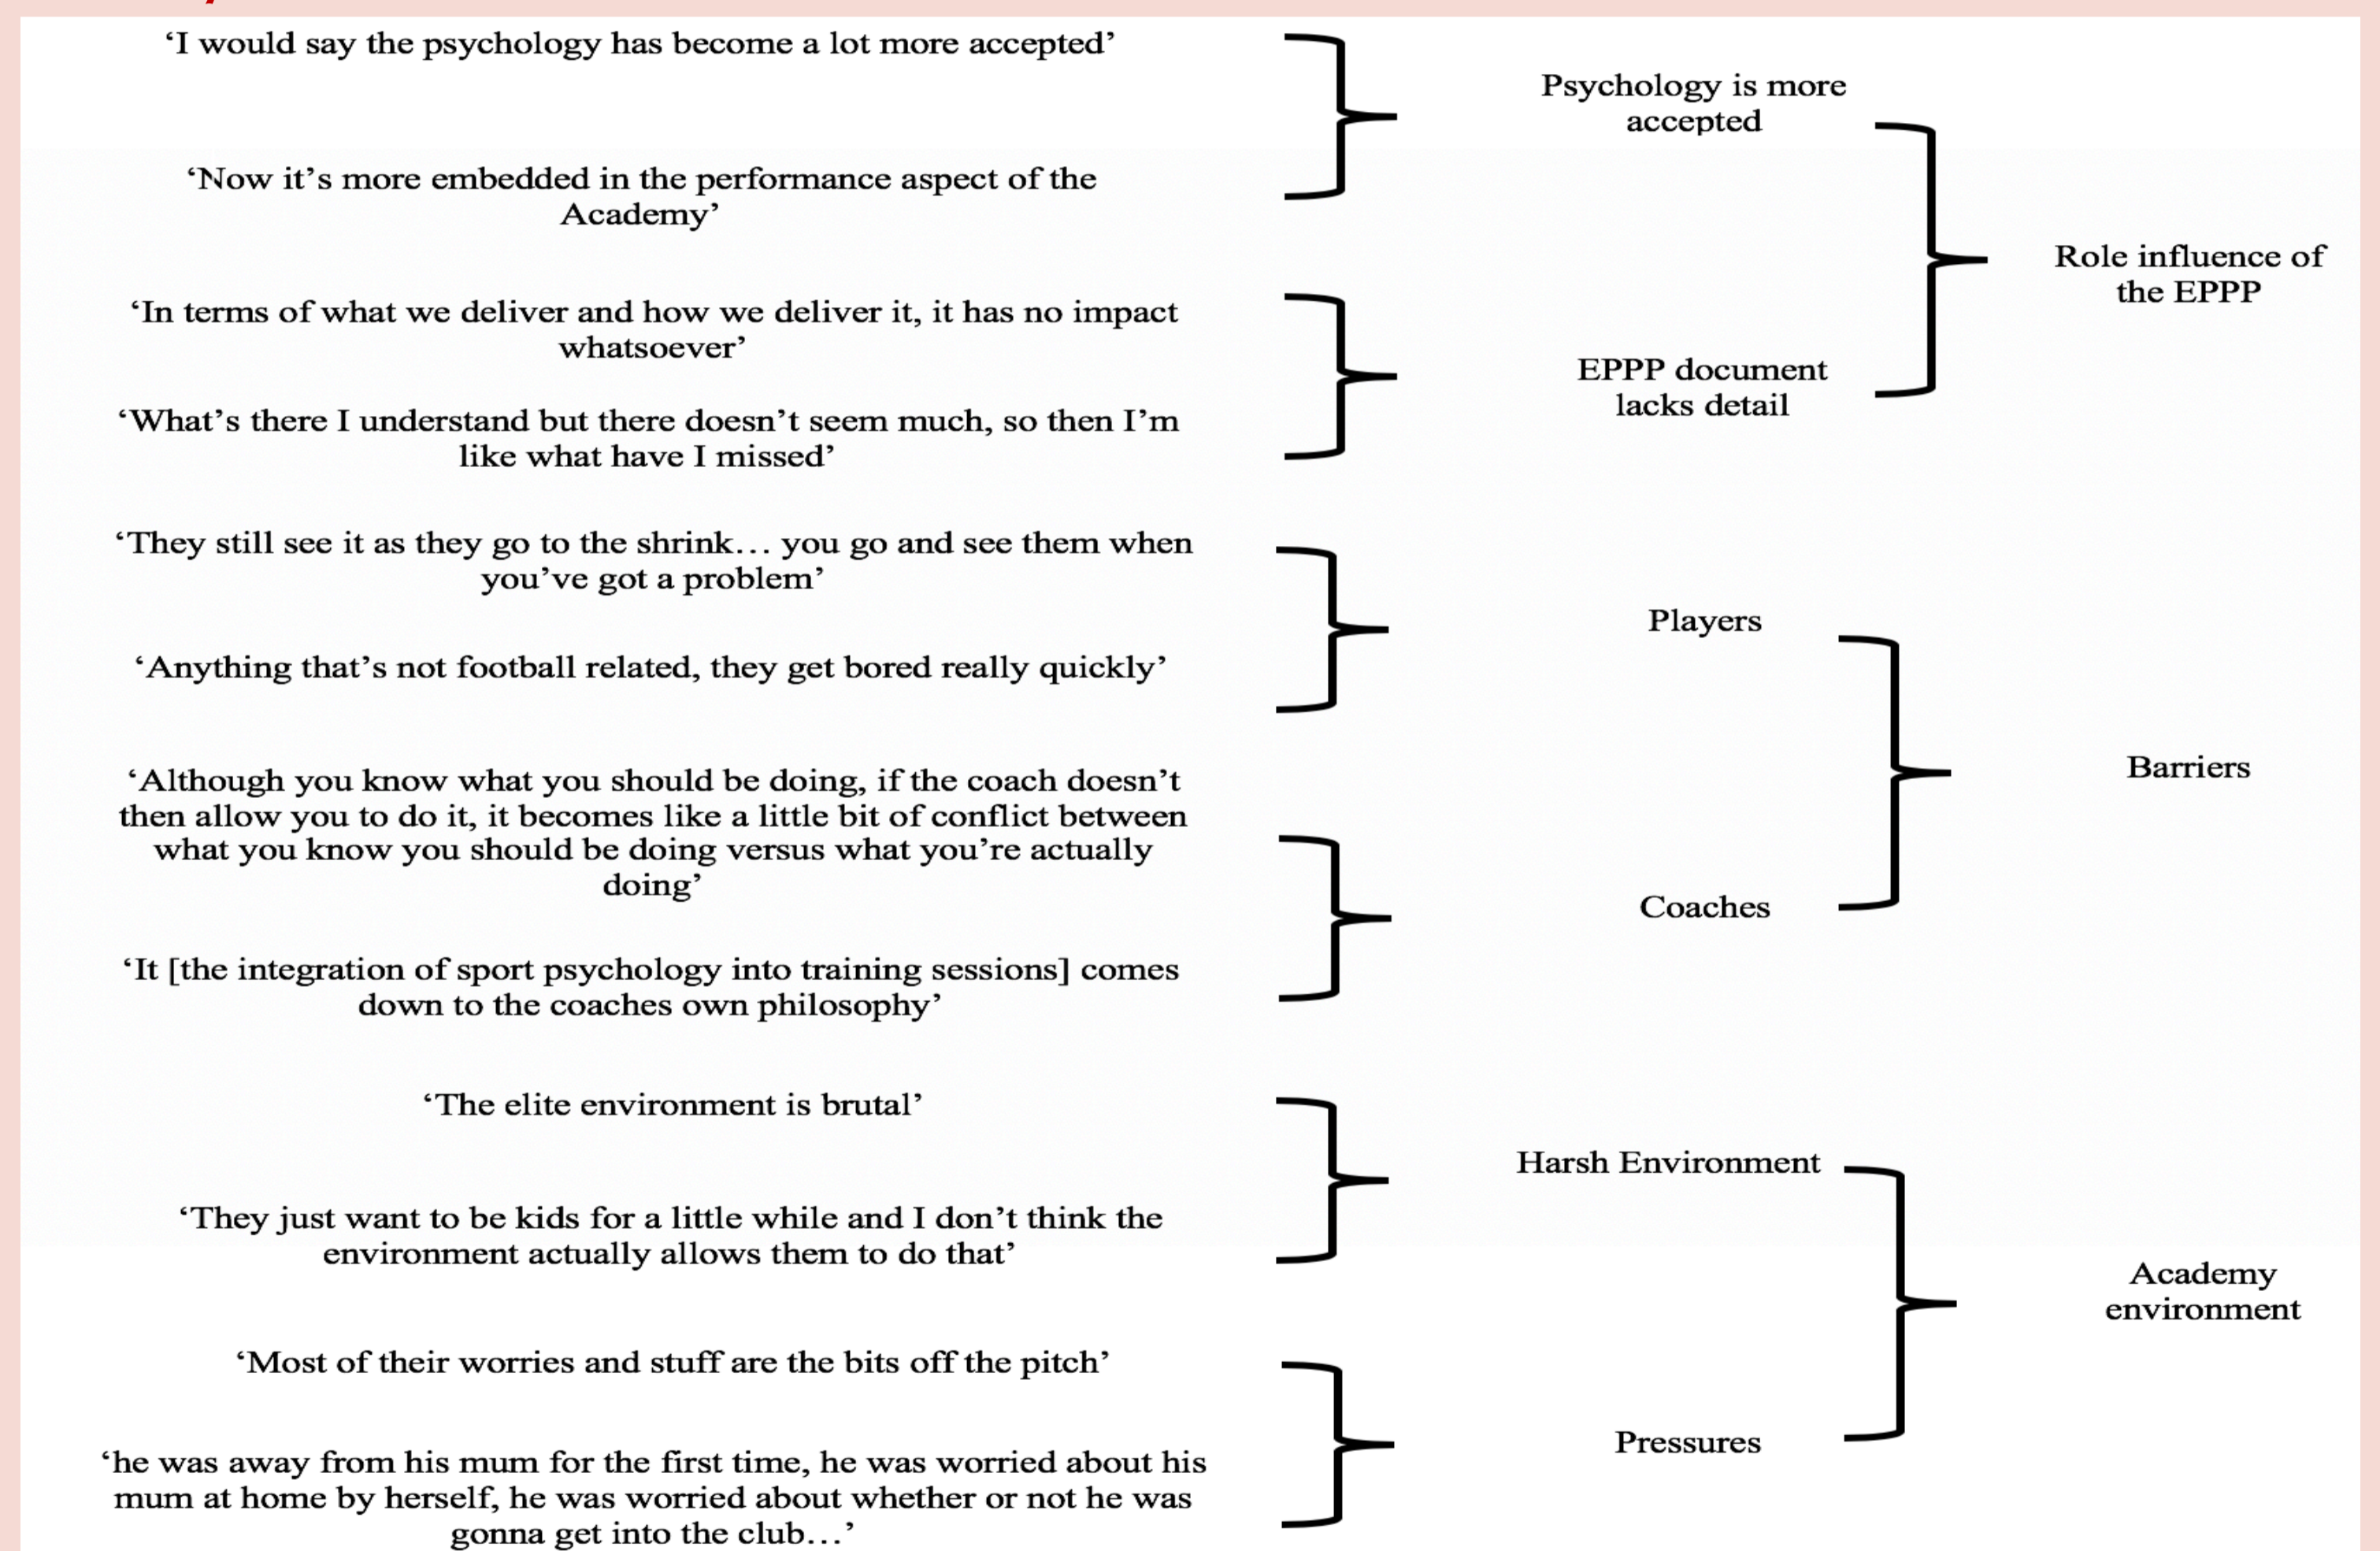 ‘I would say the psychology has become a lot more accepted’
‘Now it’s more embedded in the performance aspect of the
Academy’
Psychology is more
accepted
‘In terms of what we deliver and how we deliver it, it has no impact
whatsoever’
‘What’s there I understand but there doesn’t seem much, so then I’m
like what have I missed’
EPPP document
lacks detail
Role influence of
the EPPP
‘They still see it as they go to the shrink… you go and see them when
you’ve got a problem’
‘Anything that’s not football related, they get bored really quickly’
Players
‘Although you know what you should be doing, if the coach doesn’t
then allow you to do it, it becomes like a little bit of conflict between
what you know you should be doing versus what you’re actually
doing’
‘It [the integration of sport psychology into training sessions] comes
down to the coaches own philosophy’
Coaches
Barriers
‘The elite environment is brutal’
‘They just want to be kids for a little while and I don’t think the
environment actually allows them to do that’
Harsh Environment
‘Most of their worries and stuff are the bits off the pitch’
‘he was away from his mum for the first time, he was worried about his
mum at home by herself, he was worried about whether or not he was
gonna get into the club…’
Pressures
Academy
environment